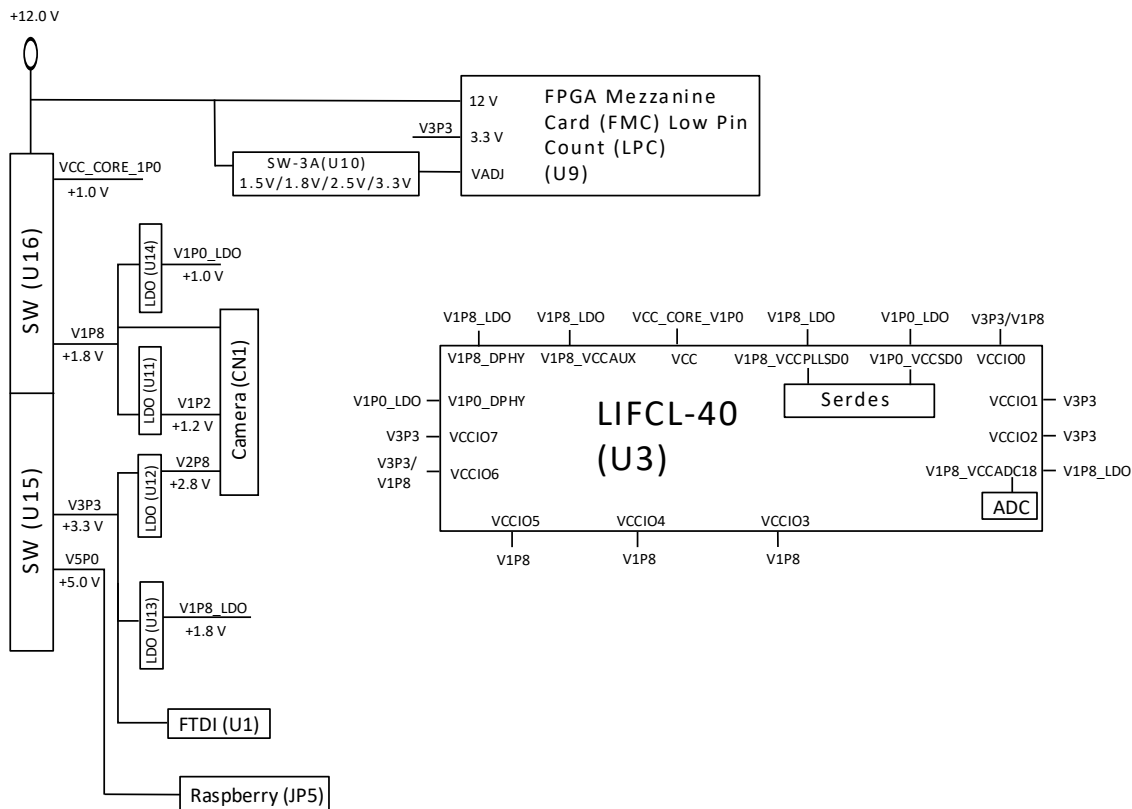 +12.0 V
12 V
FPGA Mezzanine
Card (FMC) Low Pin
Count (LPC)
(U9)
V3P3
3.3 V
SW-3A(U10)
1.5V/1.8V/2.5V/3.3V
VADJ
SW (U16)
VCC_CORE_1P0
+1.0 V
LDO (U14)
V1P0_LDO
+1.0 V
V1P8
+1.8 V
LDO (U11)
V1P2
+1.2 V
Camera (CN1)
SW (U15)
LDO (U12)
V2P8
+2.8 V
V3P3
+3.3 V
V5P0
+5.0 V
LDO (U13)
V1P8_LDO
+1.8 V
FTDI (U1)
Raspberry (JP5)
V1P8_LDO
V1P8_LDO
VCC_CORE_V1P0
V1P8_LDO
V1P0_LDO
V3P3/V1P8
V1P8_DPHY
V1P8_VCCAUX
VCC
V1P8_VCCPLLSD0
V1P0_VCCSD0
VCCIO0
Serdes
V1P0_LDO
V1P0_DPHY
LIFCL-40
(U3)
VCCIO1
V3P3
V3P3
VCCIO7
VCCIO2
V3P3
V3P3/
V1P8
VCCIO6
V1P8_VCCADC18
V1P8_LDO
ADC
VCCIO5
VCCIO4
VCCIO3
V1P8
V1P8
V1P8